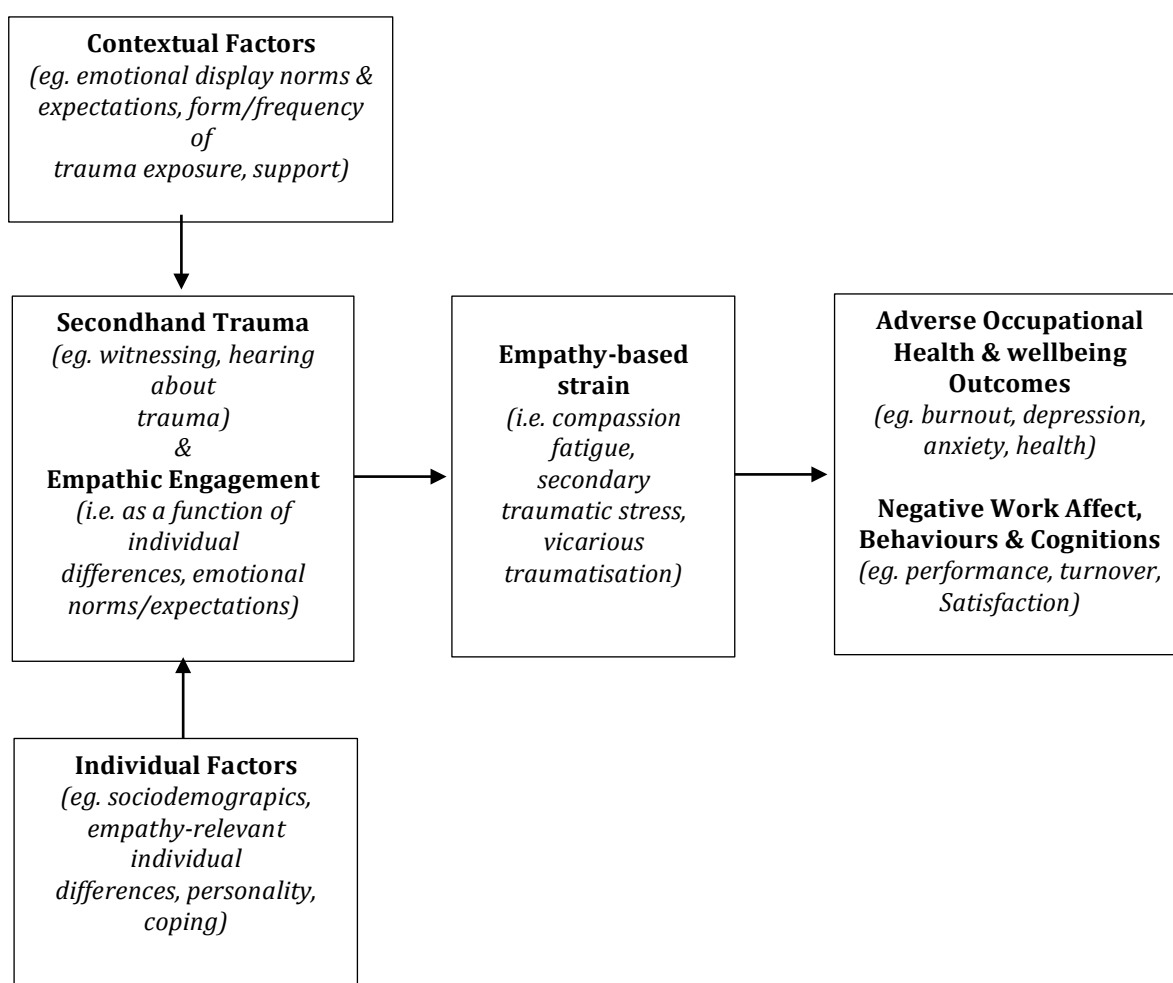 Contextual Factors
(eg. emotional display norms &
expectations, form/frequency
of
trauma exposure, support)
Secondhand Trauma
(eg. witnessing, hearing
about
trauma)
&
Empathic Engagement
(i.e. as a function of
individual
differences, emotional
norms/expectations)
Empathy-based
strain
(i.e. compassion
fatigue,
secondary
traumatic stress,
vicarious
traumatisation)
Adverse Occupational
Health & wellbeing
Outcomes
(eg. burnout, depression,
anxiety, health)
Negative Work Affect,
Behaviours & Cognitions
(eg. performance, turnover,
Satisfaction)
Individual Factors
(eg. sociodemograpics,
empathy-relevant
individual
differences, personality,
coping)